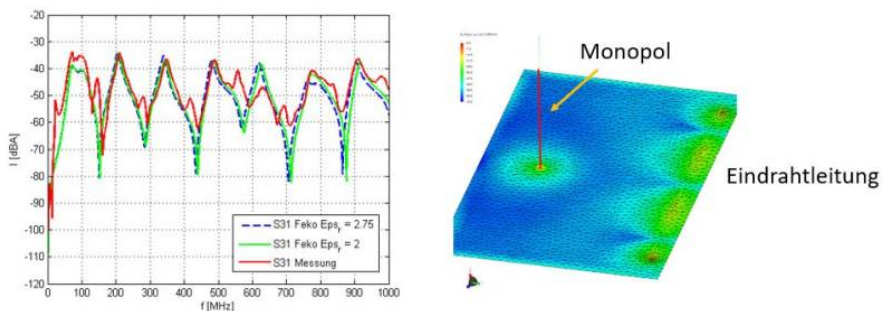 -20
-30
-40
-50
-60
-70
-80
-90
-100
-110
-120
I [dBA]
0 100 200 300 400 500 600 700 800 900 1000
f [MHz]
S31 Feko Eps_r = 2.75
S31 Feko Eps_r = 2
S31 Messung
Monopol
Eindrahtleitung